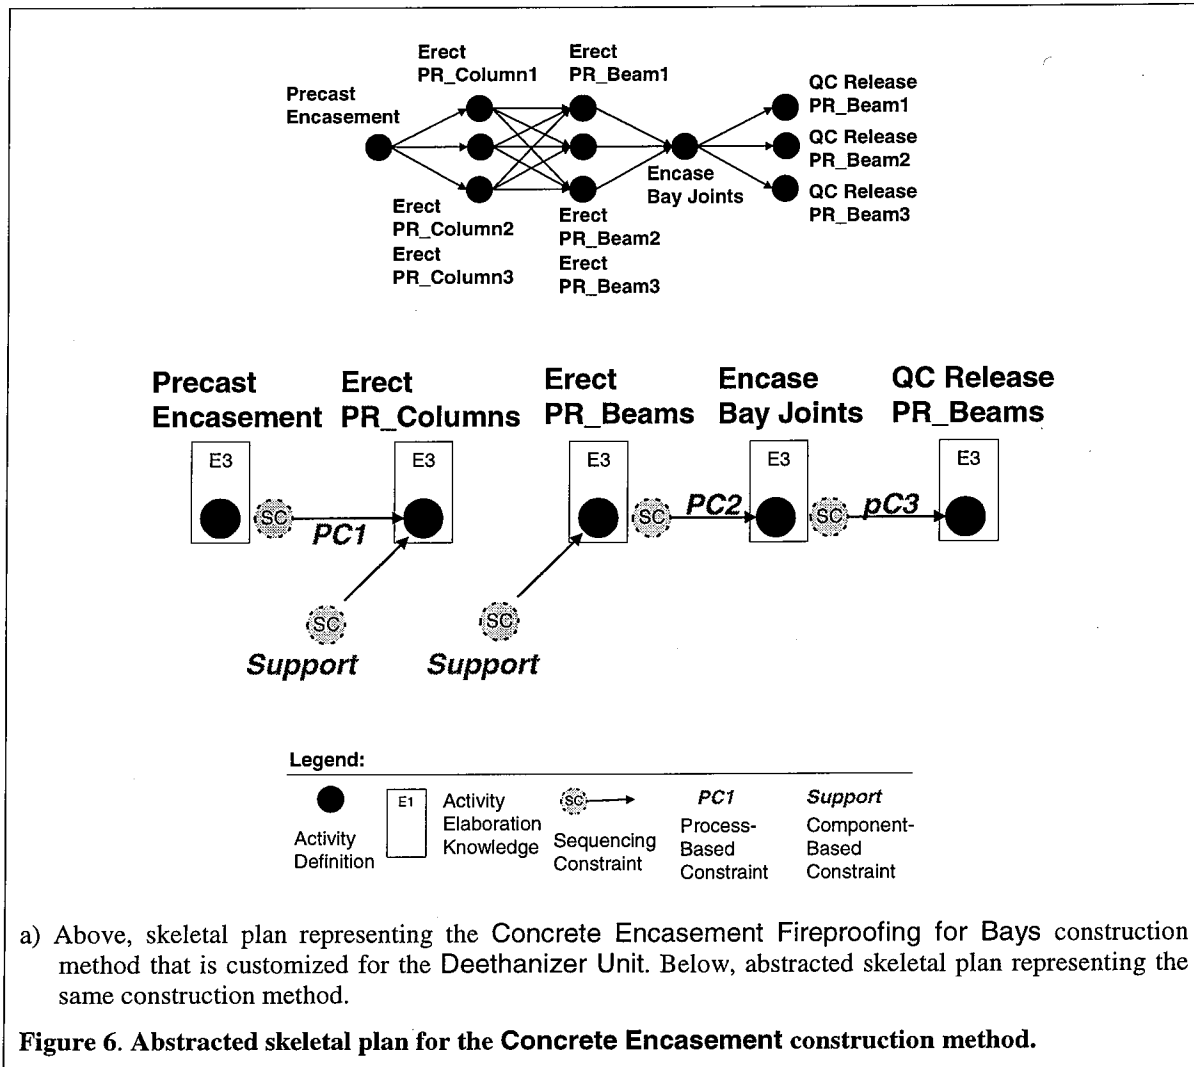 Erect
PR_Column1
Erect
PR_Beam1
Precast
Encasement
QC Release
PR_Beam1
QC Release
PR_Beam2
QC Release
PR_Beam3
Encase
Bay Joints
Erect
PR_Column2
Erect
PR_Column3
Erect
PR_Beam2
Erect
PR_Beam3
Precast
Encasement
Erect
PR_Columns
Erect
PR_Beams
Encase
Bay Joints
QC Release
PR_Beams
E3
E3
E3
E3
E3
SC
PC1
SC
PC2
SC
pC3
SC
Support
SC
Support
Legend:
Activity
Definition
E1
Activity
Elaboration
Knowledge
SC
Sequencing
Constraint
PC1
Process-
Based
Constraint
Support
Component-
Based
Constraint
a) Above, skeletal plan representing the Concrete Encasement Fireproofing for Bays construction
method that is customized for the Deethanizer Unit. Below, abstracted skeletal plan representing the
same construction method.
Figure 6. Abstracted skeletal plan for the Concrete Encasement construction method.